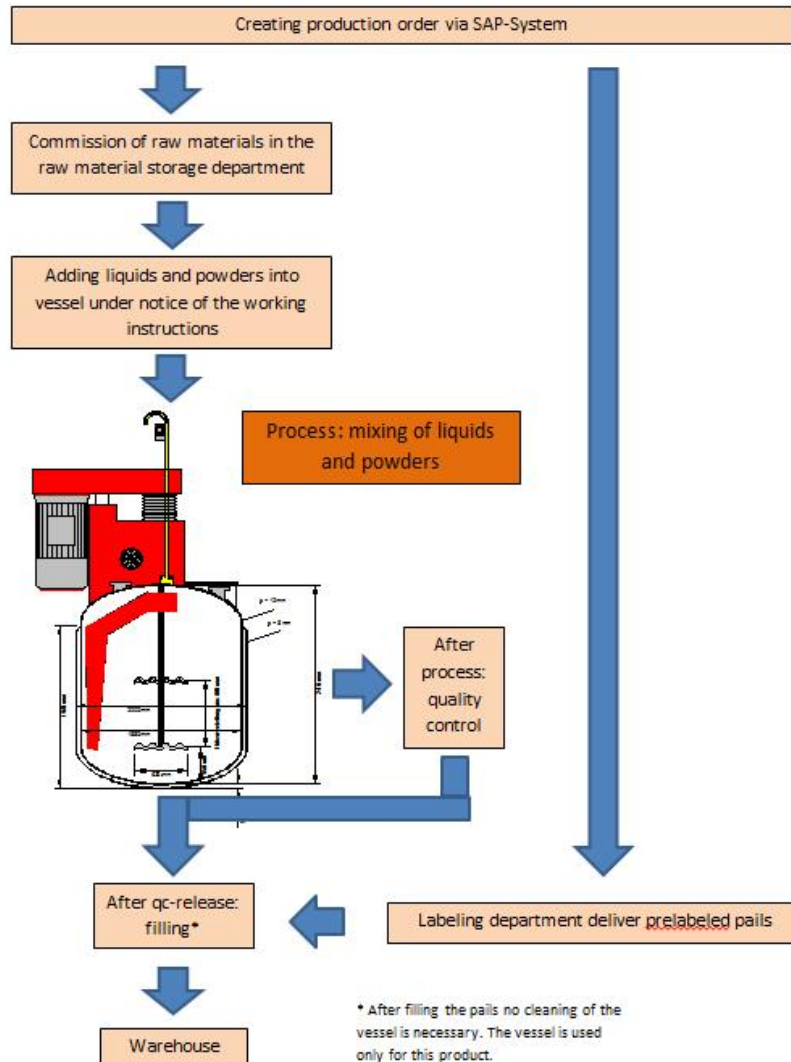 Creating production order via SAP-System
Commission of raw materials in the
raw material storage department
Adding liquids and powders into
vessel under notice of the working
instructions
Process: mixing of liquids
and powders
After
process:
quality
control
After qc-release:
filling*
Labeling department deliver prelabeled pails
Warehouse
* After filling the pails no cleaning of the
vessel is necessary. The vessel is used
only for this product.